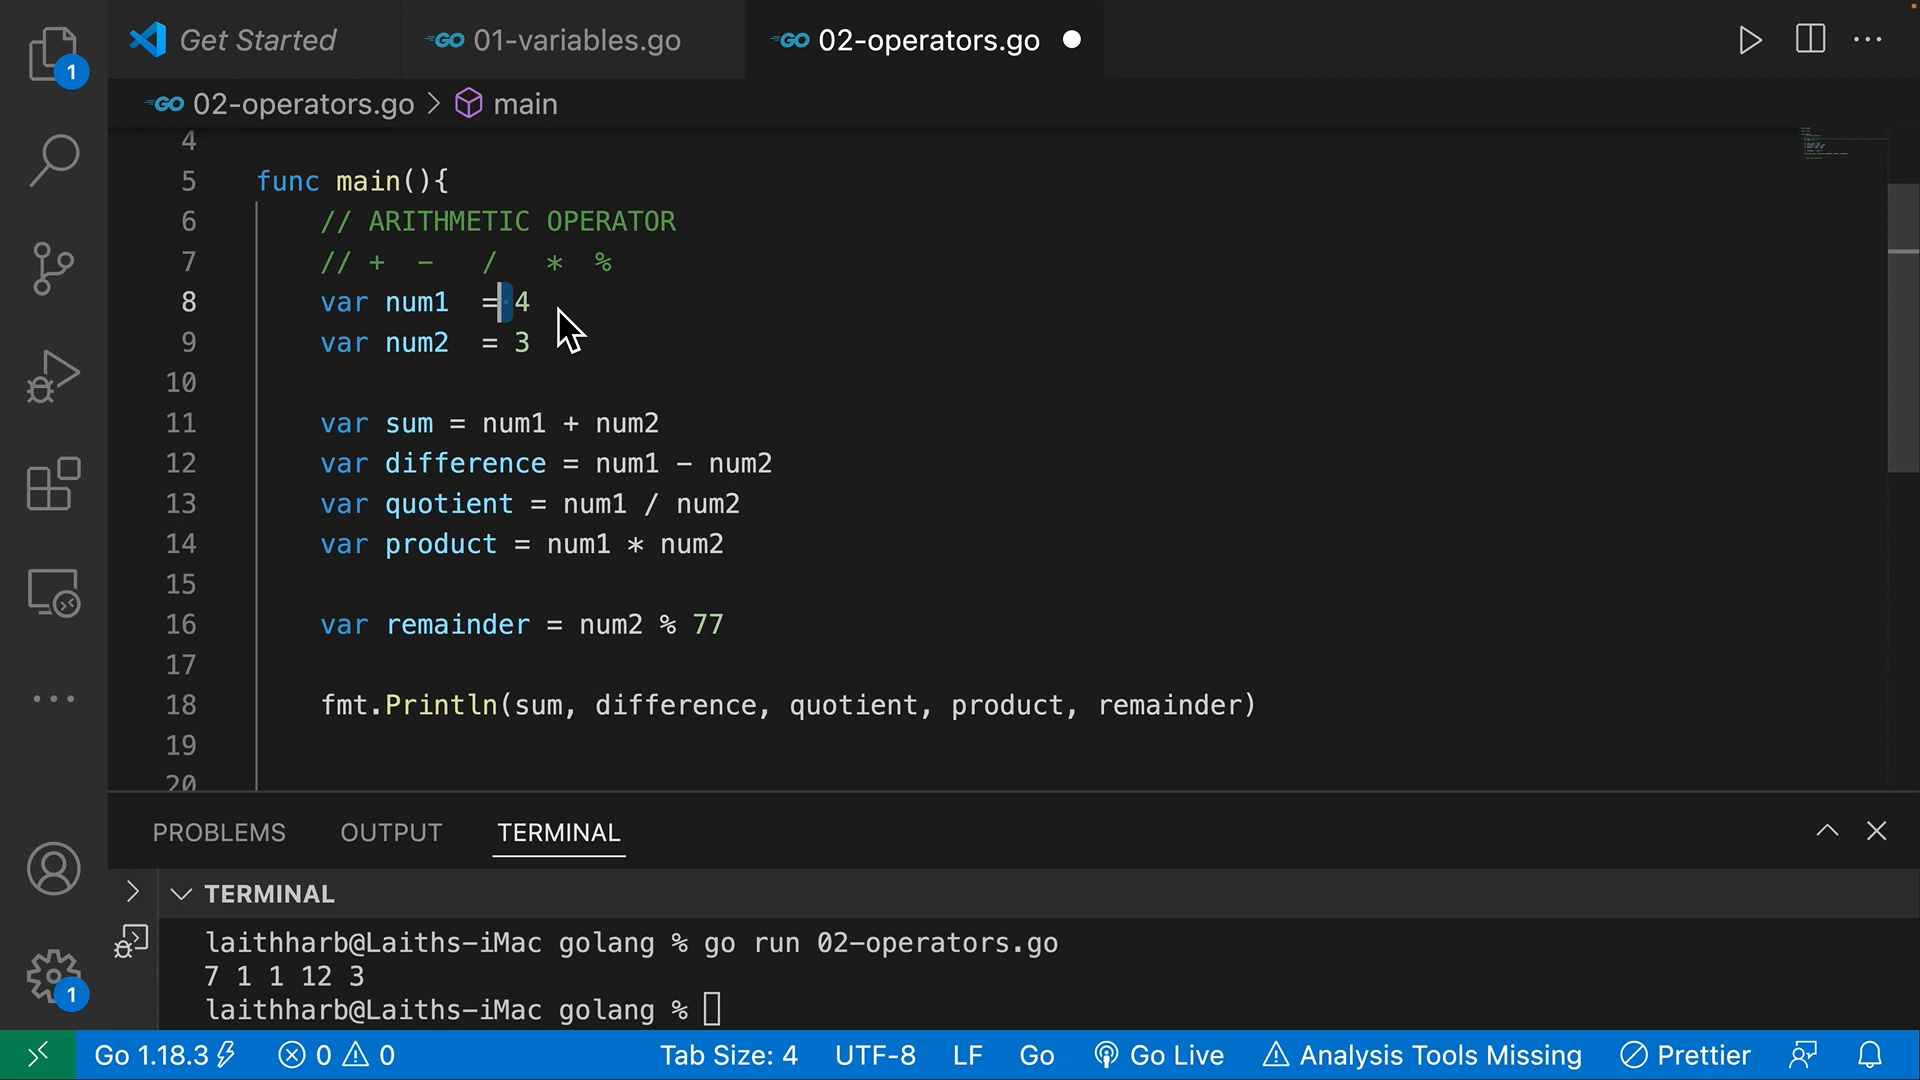 Get Started
GO 01-variables.go
GO 02-operators.go
GO 02-operators.go > main
4
5 func main(){
6 // ARITHMETIC OPERATOR
7 // + - / * %
8 var num1 = 4
9 var num2 = 3
10
11 var sum = num1 + num2
12 var difference = num1 - num2
13 var quotient = num1 / num2
14 var product = num1 * num2
15
16 var remainder = num2 % 77
17
18 fmt.Println(sum, difference, quotient, product, remainder)
19
20
1
PROBLEMS OUTPUT TERMINAL
TERMINAL
laithharb@Laiths-iMac golang % go run 02-operators.go
7 1 1 12 3
laithharb@Laiths-iMac golang %
1
Go 1.18.3 0 0 Tab Size: 4 UTF-8 LF Go Go Live Analysis Tools Missing Prettier